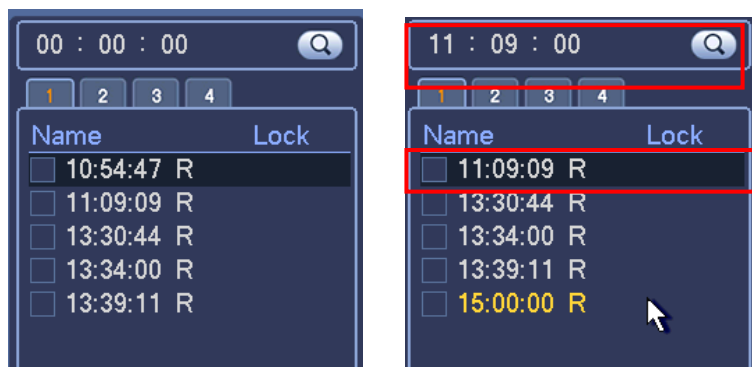 00 : 00 : 00
1 2 3 4
Name Lock
10:54:47 R
11:09:09 R
13:30:44 R
13:34:00 R
13:39:11 R
11 : 09 : 00
1 2 3 4
Name Lock
11:09:09 R
13:30:44 R
13:34:00 R
13:39:11 R
15:00:00 R